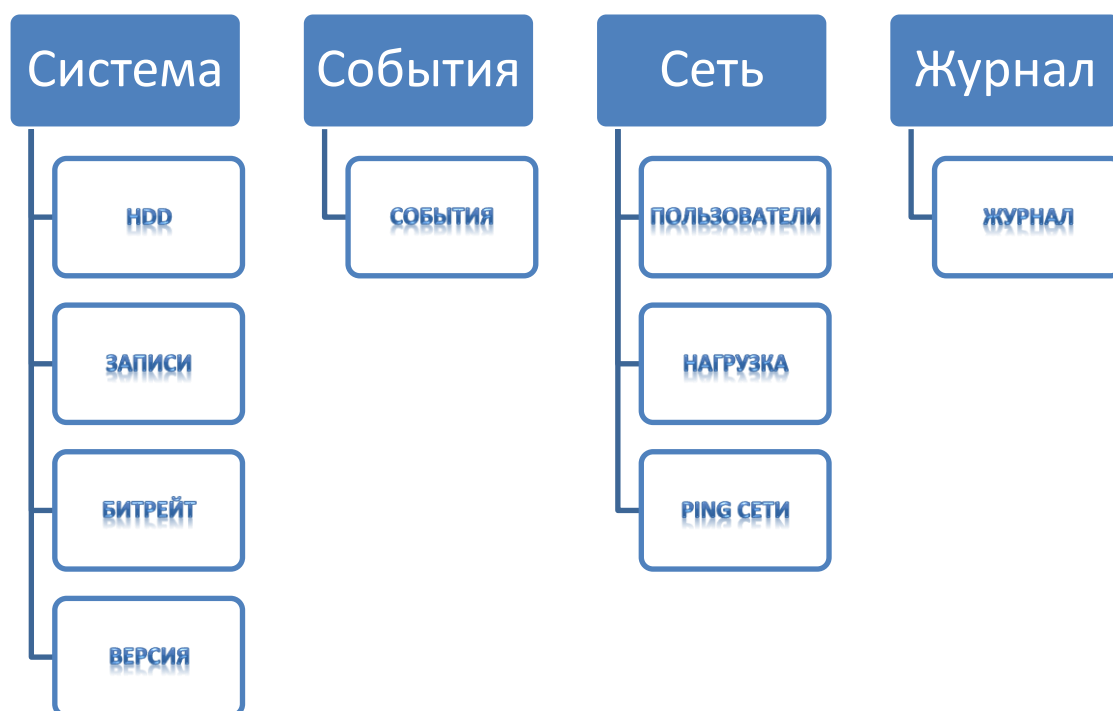 Система
HDD
ЗАПИСИ
БИТРЕЙТ
ВЕРСИЯ
События
СОБЫТИЯ
Сеть
ПОЛЬЗОВАТЕЛИ
НАГРУЗКА
PING СЕТИ
Журнал
ЖУРНАЛ